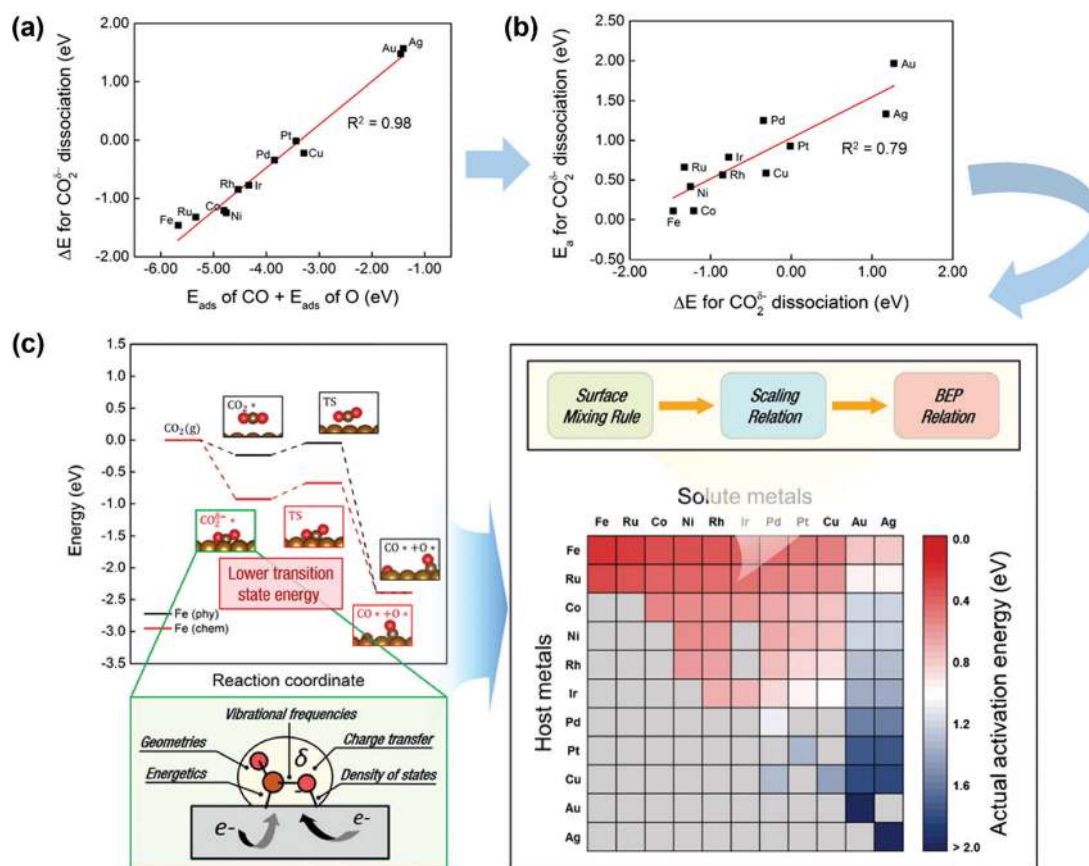 (a)
2.00
1.00
0.00
-1.00
-2.00
ΔE for CO₂^δ- dissociation (eV
Au
Ag
Pt
Cu
Pd
Rh
Ir
Co
Ni
Ru
Fe
R² = 0.98
-6.00 -5.00 -4.00 -3.00 -2.00 -1.00
E_ads of CO + E_ads of O (eV)
(b)
2.50
2.00
1.50
1.00
0.50
0.00
-0.50
E_a for CO₂^δ- dissociation (eV)
Au
Ag
Pd
Pt
Ir
Cu
Ru
Rh
Ni
Fe
Co
R² = 0.79
-2.00 -1.00 0.00 1.00 2.00
ΔE for CO₂^δ- dissociation (eV)
(c)
1.5
1.0
0.5
0.0
-0.5
-1.0
-1.5
-2.0
-2.5
-3.0
-3.5
Energy (eV)
CO₂(g)
CO₂ *
TS
CO₂^δ- *
TS
CO * +O *
CO * +O *
Lower transition
state energy
Fe (phy)
Fe (chem)
Reaction coordinate
Vibrational frequencies
Geometries
Charge transfer
δ
-
Energetics
Density of states
e-
e-
Surface
Mixing Rule
Scaling
Relation
BEP
Relation
Solute metals
Fe Ru Co Ni Rh Ir Pd Pt Cu Au Ag
Host metals
Fe
Ru
Co
Ni
Rh
Ir
Pd
Pt
Cu
Au
Ag
0.0
0.4
0.8
1.2
1.6
> 2.0
Actual activation energy (eV)